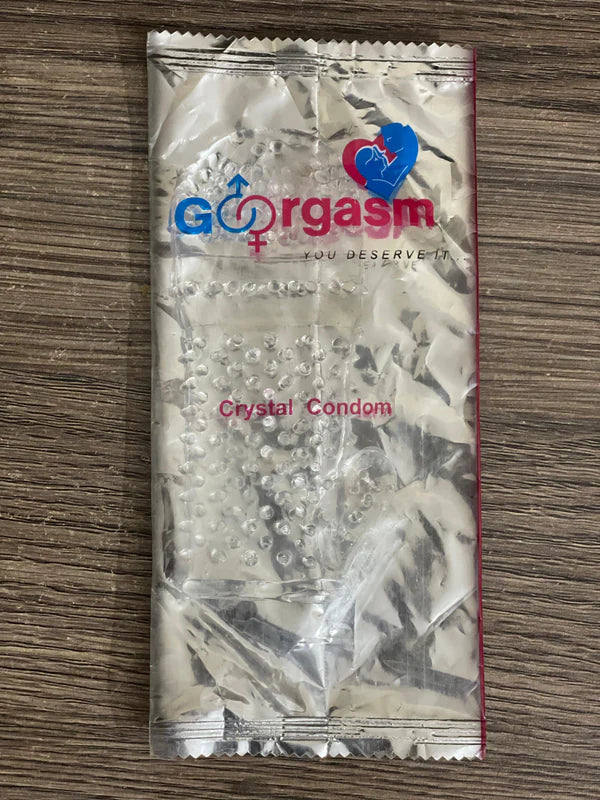 Goorgasm
YOU DESERVE IT...
Crystal Condom